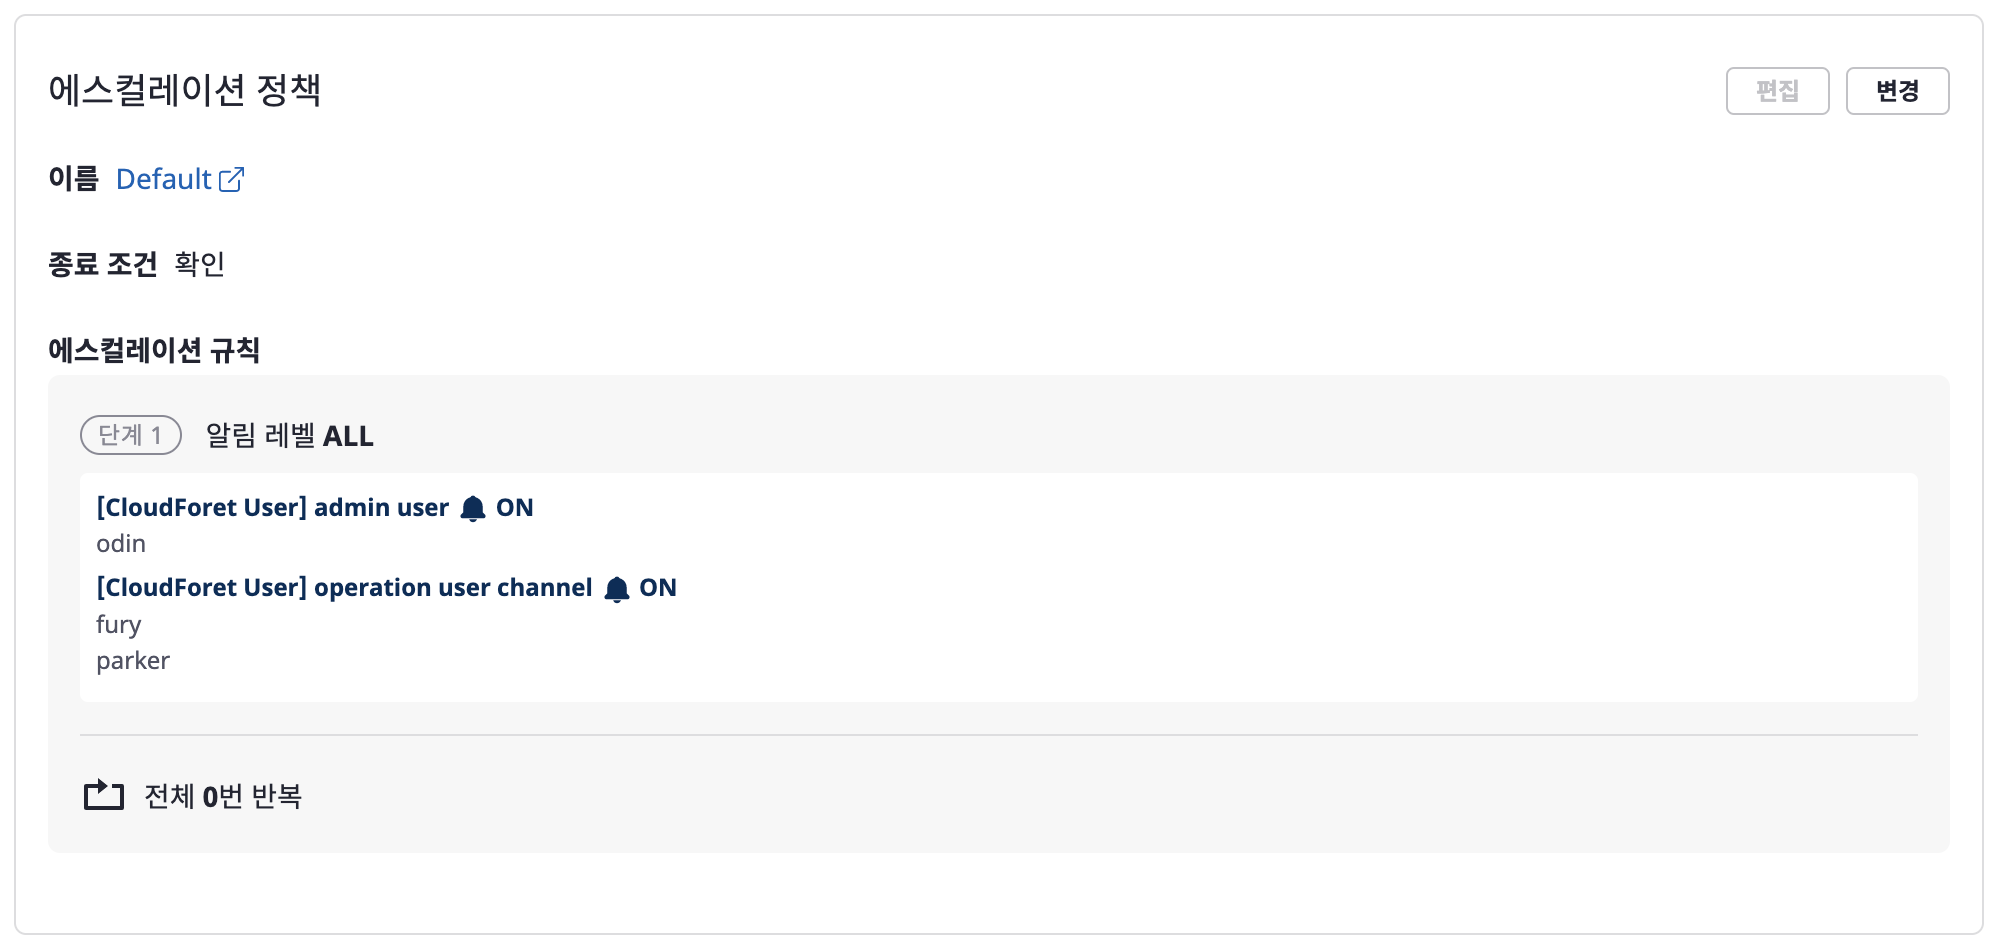 에스컬레이션 정책
편집
변경
이름 Default
종료 조건 확인
에스컬레이션 규칙
단계 1 알림 레벨 ALL
[CloudForet User] admin user ON
odin
[CloudForet User] operation user channel ON
fury
parker
전체 0번 반복